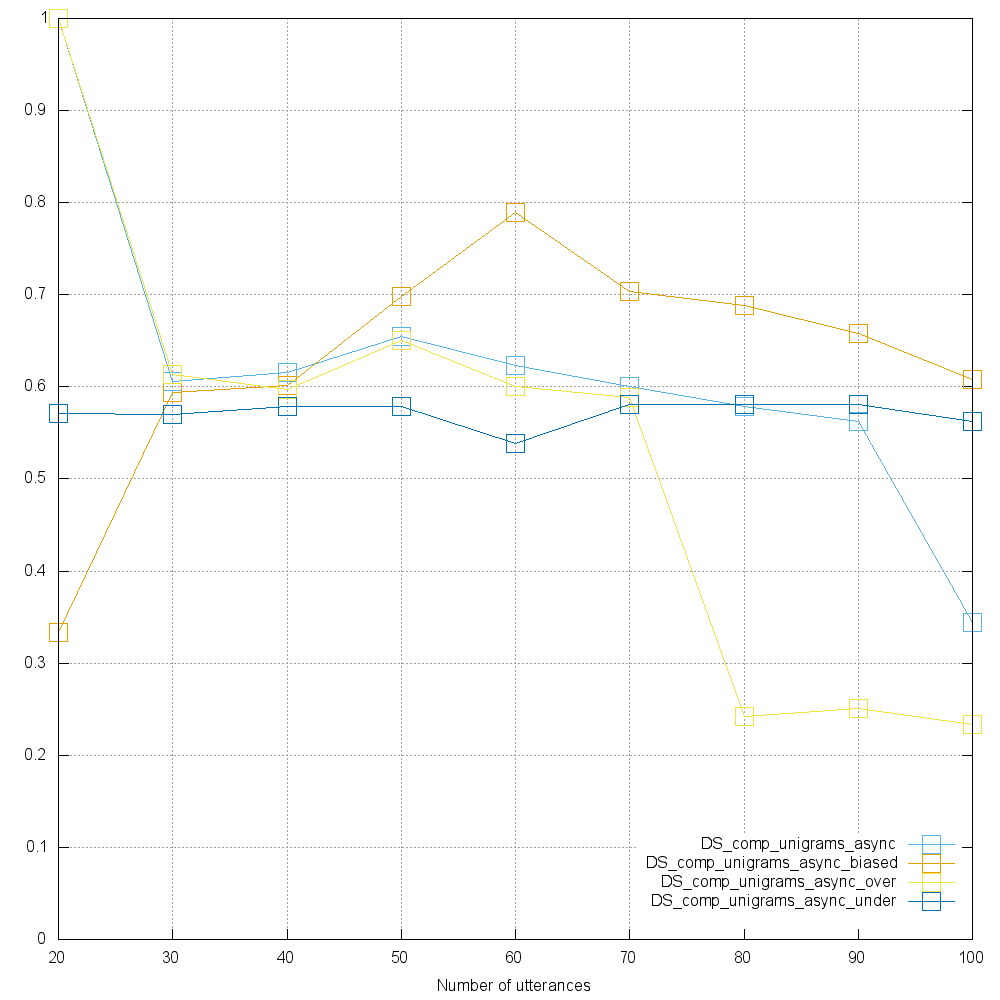 1
0.9
0.8
0.7
0.6
0.5
0.4
0.3
0.2
0.1
0
DS_comp_unigrams_async
DS_comp_unigrams_async_biased
DS_comp_unigrams_async_over
DS_comp_unigrams_async_under
20 30 40 50 60 70 80 90 100
Number of utterances